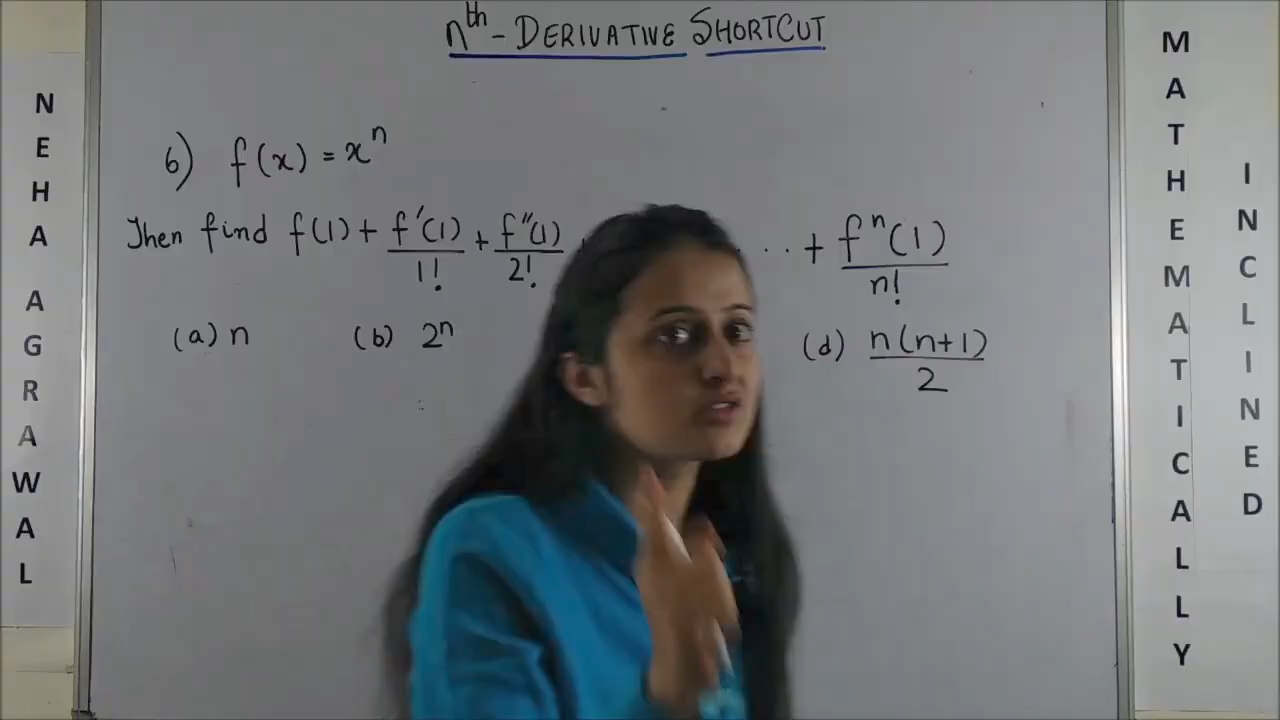 nth - DERIVATIVE SHORTCUT
6) f(x) = x^n
Then find f(1) + f'(1)/1! + f''(1)/2! ... + f^n(1)/n!
(a) n (b) 2^n (d) n(n+1)/2
NEHA AGRAWAL
MATHEMATICALLY
INCLINED